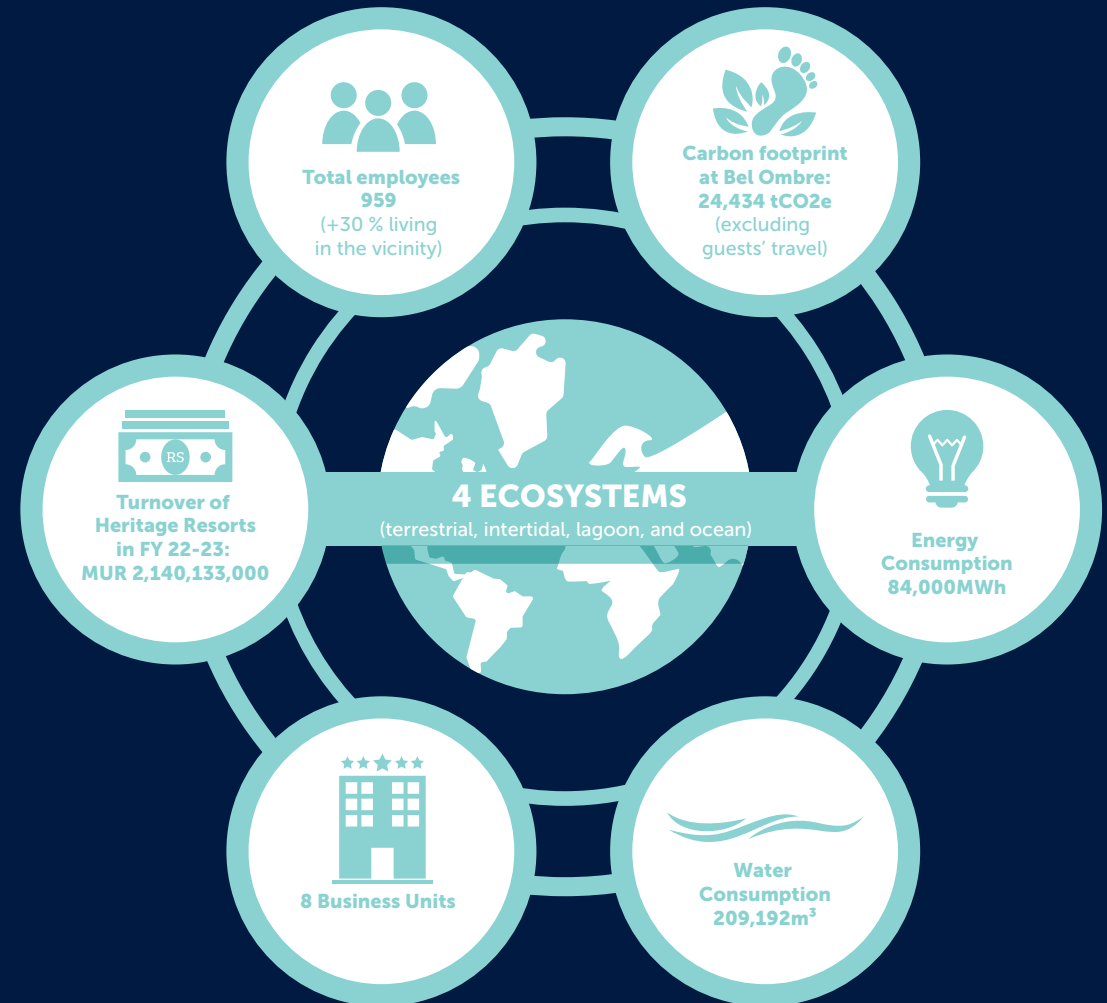 Total employees
959
(+30 % living
in the vicinity)
Carbon footprint
at Bel Ombre:
24,434 tCO2e
(excluding
guests’ travel)
RS
Turnover of
Heritage Resorts
in FY 22-23:
MUR 2,140,133,000
4 ECOSYSTEMS
(terrestrial, intertidal, lagoon, and ocean)
Energy
Consumption
84,000MWh
8 Business Units
Water
Consumption
209,192m³